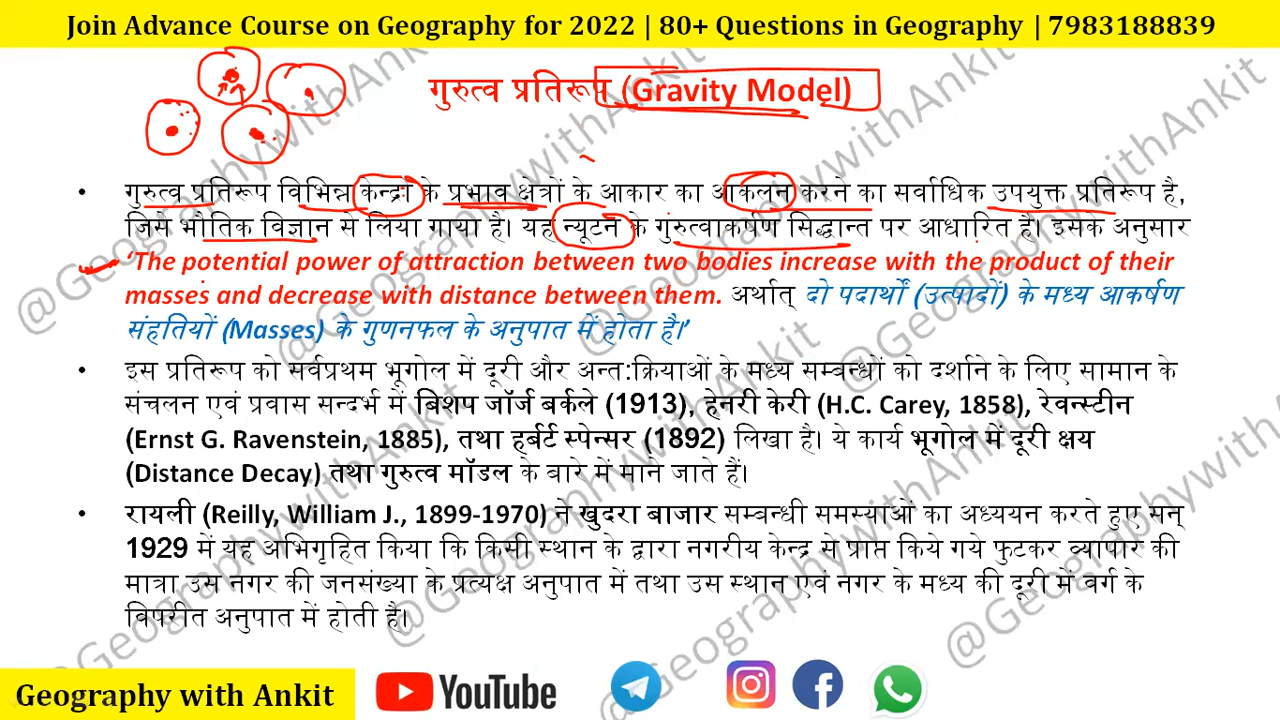 Join Advance Course on Geography for 2022 | 80+ Questions in Geography | 7983188839
गुरुत्व प्रतिरूप (Gravity Model)
• गुरुत्व प्रतिरूप विभिन्न केन्द्रों के प्रभाव क्षेत्रों के आकार का आकलन करने का सर्वाधिक उपयुक्त प्रतिरूप है,
जिसे भौतिक विज्ञान से लिया गाया है। यह न्यूटन के गुरुत्वाकर्षण सिद्धान्त पर आधारित है। इसके अनुसार
'The potential power of attraction between two bodies increase with the product of their
masses and decrease with distance between them. अर्थात् दो पदार्थों (उत्पादों) के मध्य आकर्षण
संहतियों (Masses) के गुणनफल के अनुपात में होता है।'
• इस प्रतिरूप को सर्वप्रथम भूगोल में दूरी और अन्त:क्रियाओं के मध्य सम्बन्धों को दर्शाने के लिए सामान के
संचलन एवं प्रवास सन्दर्भ में बिशप जॉर्ज बर्कले (1913), हेनरी केरी (H.C. Carey, 1858), रेवन्स्टीन
(Ernst G. Ravenstein, 1885), तथा हर्बर्ट स्पेन्सर (1892) लिखा है। ये कार्य भूगोल में दूरी क्षय
(Distance Decay) तथा गुरुत्व मॉडल के बारे में माने जाते हैं।
• रायली (Reilly, William J., 1899-1970) ने खुदरा बाजार सम्बन्धी समस्याओं का अध्ययन करते हुए सन्
1929 में यह अभिगृहित किया कि किसी स्थान के द्वारा नगरीय केन्द्र से प्राप्त किये गये फुटकर व्यापार की
मात्रा उस नगर की जनसंख्या के प्रत्यक्ष अनुपात में तथा उस स्थान एवं नगर के मध्य की दूरी में वर्ग के
विपरीत अनुपात में होती है।
@GeographywithAnkit
Geography with Ankit
YouTube